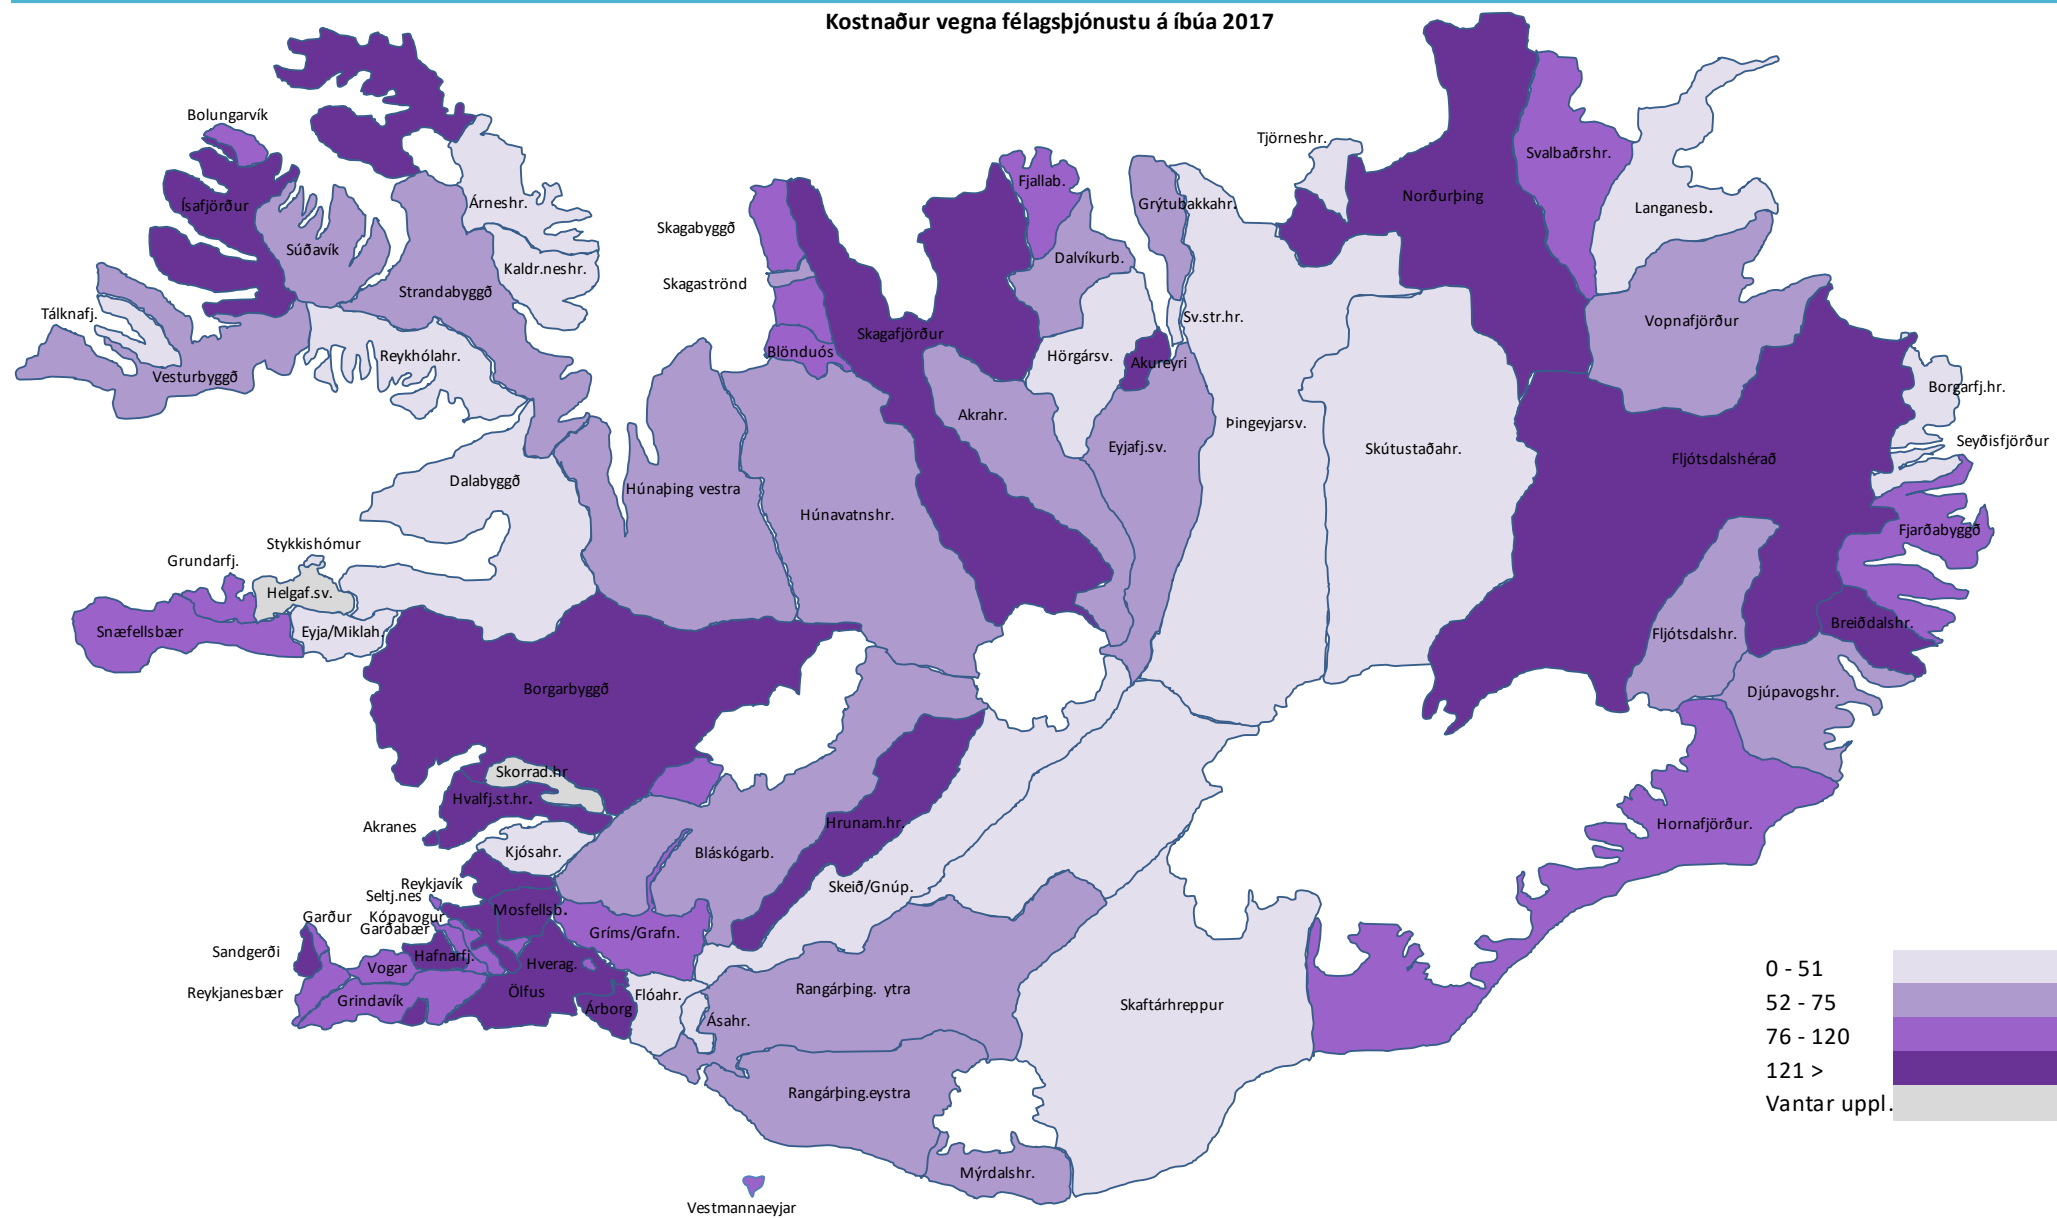 Kostnaður vegna félagsþjónustu á íbúa 2017
Bolungarvík
Ísafjörður
Súðavík
Árneshr.
Kaldr.neshr.
Strandabyggð
Tálknafj.
Vesturbyggð
Reykhólahr.
Dalabyggð
Stykkishómur
Grundarfj.
Helgaf.sv.
Snæfellsbær
Eyja/Miklah.
Borgarbyggð
Skorrad.hr
Hvalfj.st.hr.
Akranes
Kjósahr.
Reykjavík
Seltj.nes
Mosfellsb.
Kópavogur
Garðabær
Garður
Sandgerði
Hafnarfj.
Vogar
Reykjanesbær
Grindavík
Hverag.
Ölfus
Árborg
Gríms/Grafn.
Bláskógarb.
Hrunam.hr.
Skeið/Gnúp.
Flóahr.
Ásahr.
Rangárþing. ytra
Rangárþing.eystra
Mýrdalshr.
Vestmannaeyjar
Skaftárhreppur
Hornafjörður.
Djúpavogshr.
Breiðdalshr.
Fljótsdalshr.
Fjarðabyggð
Seyðisfjörður
Borgarfj.hr.
Fljótsdalshérað
Vopnafjörður
Langanesb.
Svalbaðrshr.
Norðurþing
Tjörneshr.
Skútustaðahr.
Þingeyjarsv.
Sv.str.hr.
Grýtubakkahr.
Dalvíkurb.
Fjallab.
Hörgársv.
Akureyri
Eyjafj.sv.
Akrahr.
Skagafjörður
Skagabyggð
Skagaströnd
Blönduós
Húnavatnshr.
Húnaþing vestra
0 - 51
52 - 75
76 - 120
121 >
Vantar uppl.